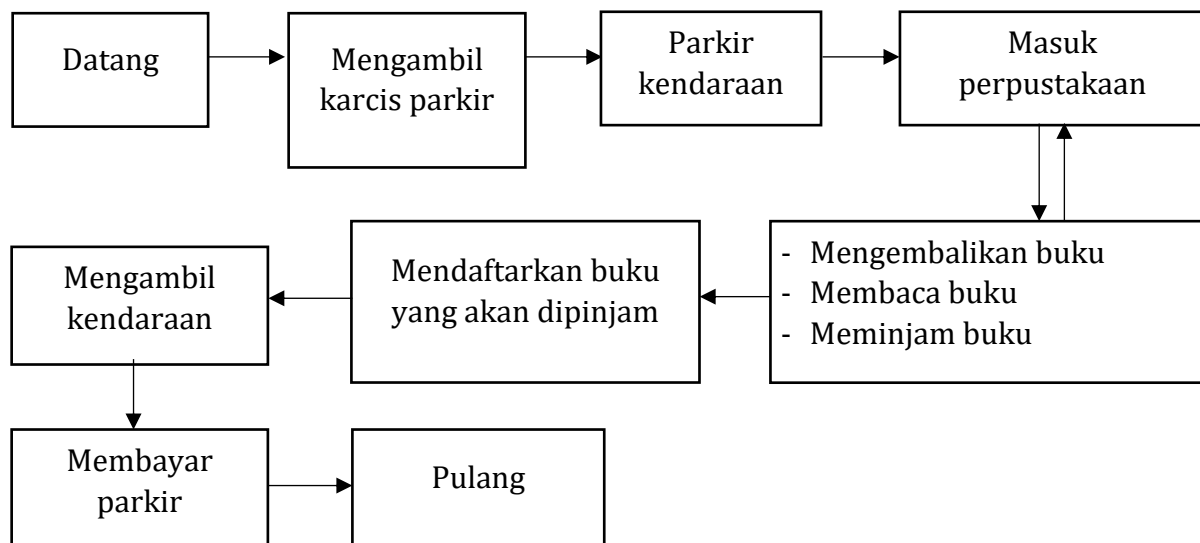 Datang
Mengambil
karcis parkir
Parkir
kendaraan
Masuk
perpustakaan
- Mengembalikan buku
- Membaca buku
- Meminjam buku
Mendaftarkan buku
yang akan dipinjam
Mengambil
kendaraan
Membayar
parkir
Pulang